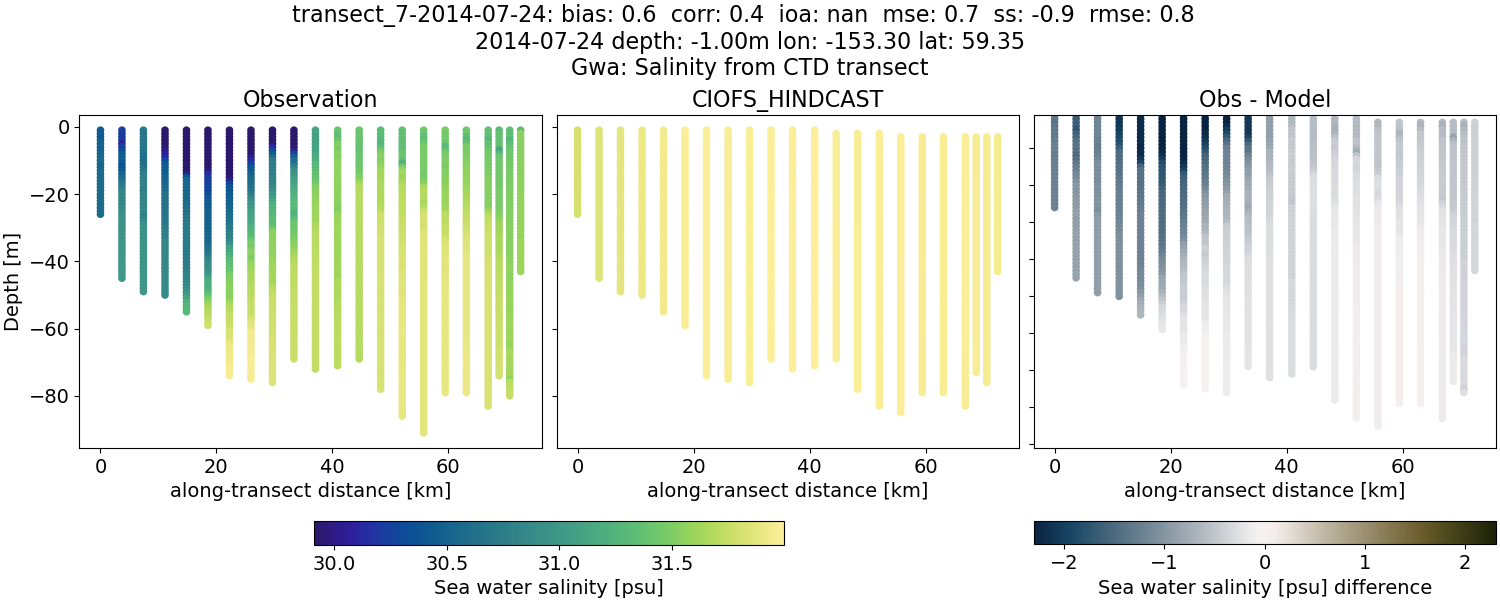 transect_7-2014-07-24: bias: 0.6  corr: 0.4  ioa: nan  mse: 0.7  ss: -0.9  rmse: 0.8
2014-07-24 depth: -1.00m lon: -153.30 lat: 59.35
Gwa: Salinity from CTD transect
Observation
CIOFS_HINDCAST
Obs - Model
Depth [m]
0
−20
−40
−60
−80
0 20 40 60
0 20 40 60
0 20 40 60
along-transect distance [km]
along-transect distance [km]
along-transect distance [km]
30.0 30.5 31.0 31.5
Sea water salinity [psu]
−2 −1 0 1 2
Sea water salinity [psu] difference